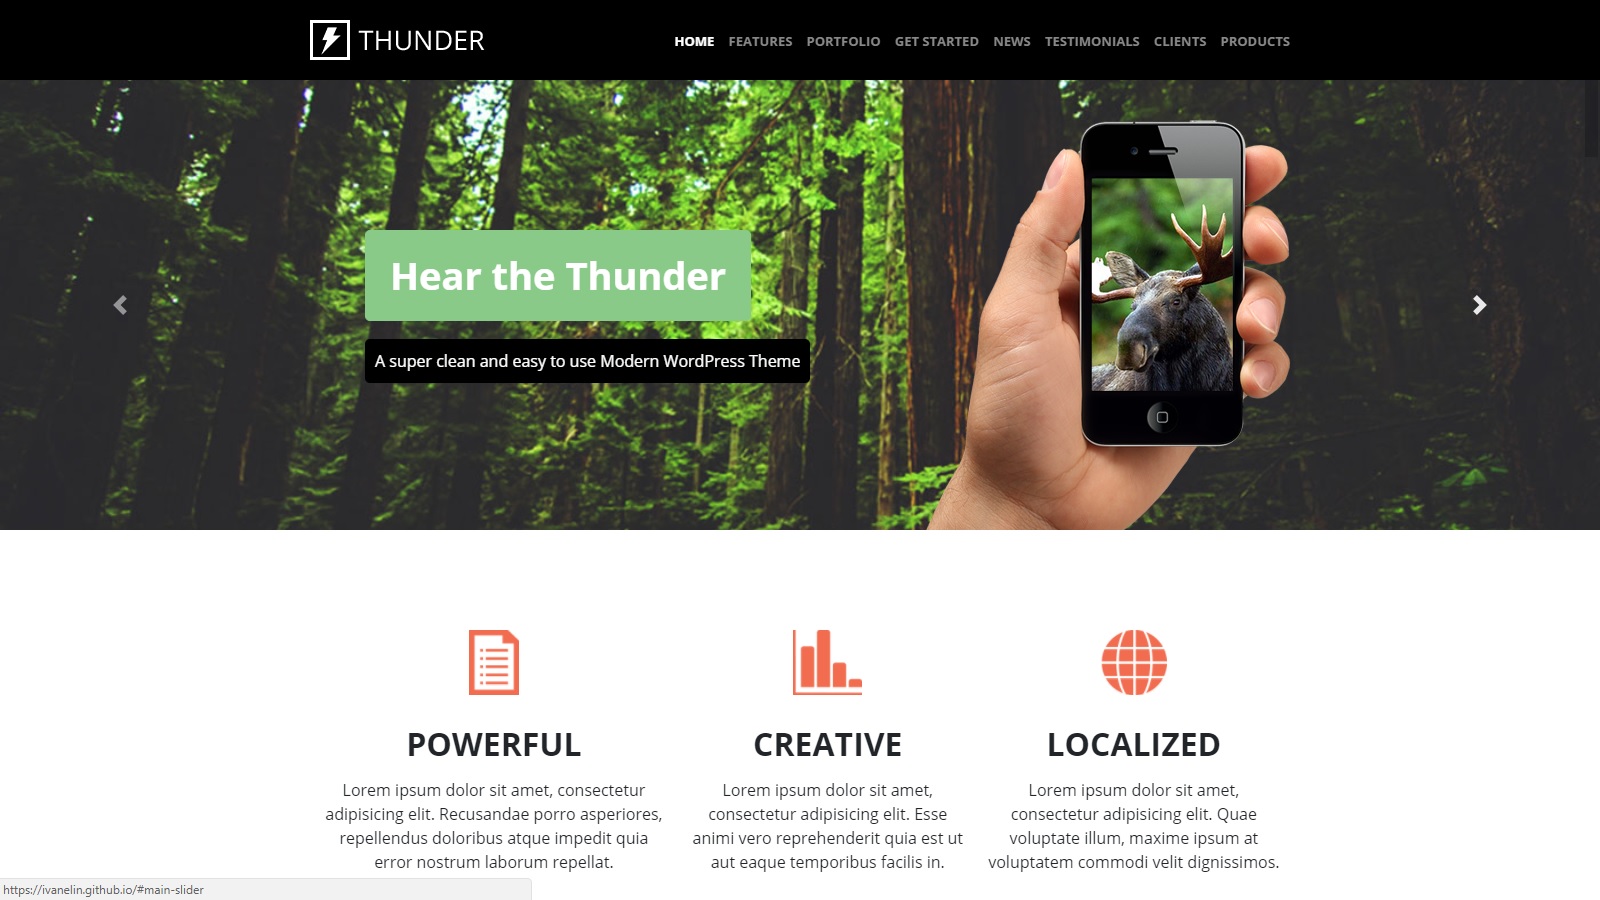 THUNDER
HOME FEATURES PORTFOLIO GET STARTED NEWS TESTIMONIALS CLIENTS PRODUCTS
Hear the Thunder
A super clean and easy to use Modern WordPress Theme
POWERFUL
Lorem ipsum dolor sit amet, consectetur
adipisicing elit. Recusandae porro asperiores,
repellendus doloribus atque impedit quia
error nostrum laborum repellat.
CREATIVE
Lorem ipsum dolor sit amet,
consectetur adipisicing elit. Esse
animi vero reprehenderit quia est ut
aut eaque temporibus facilis in.
LOCALIZED
Lorem ipsum dolor sit amet,
consectetur adipisicing elit. Quae
voluptate illum, maxime ipsum at
voluptatem commodi velit dignissimos.
https://ivanelin.github.io/#main-slider